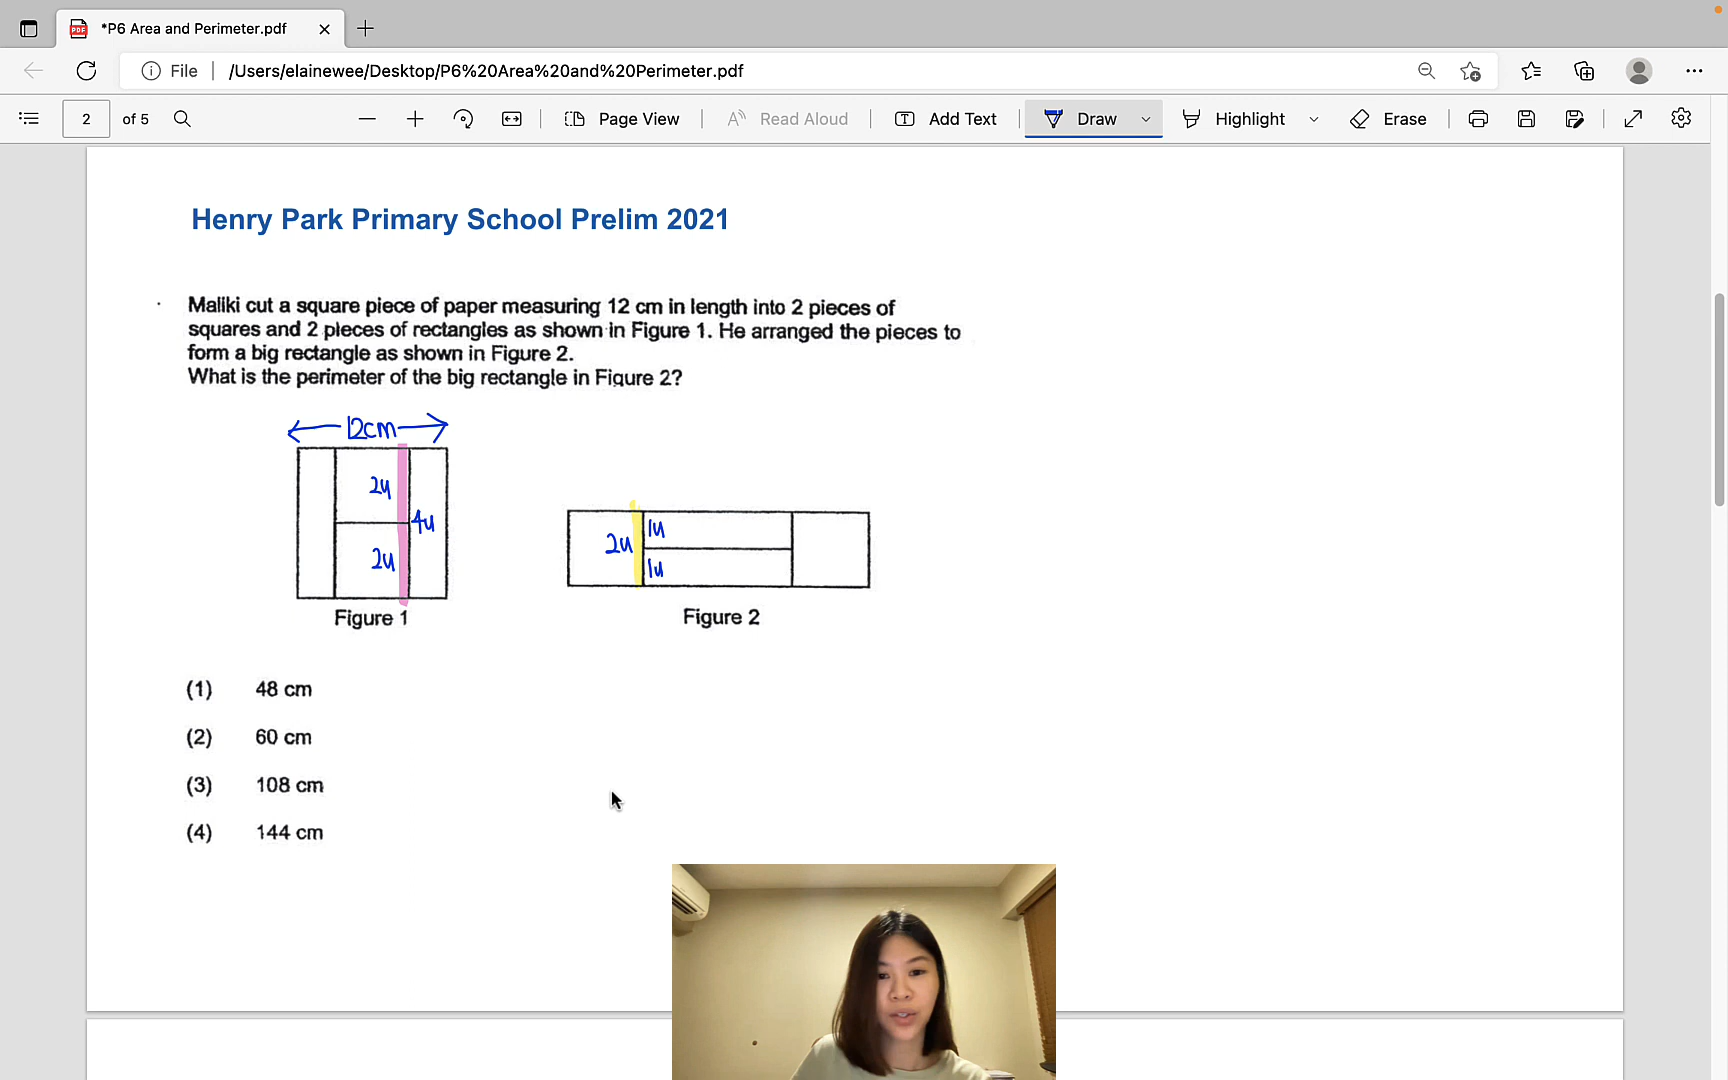 *P6 Area and Perimeter.pdf
File /Users/elainewee/Desktop/P6%20Area%20and%20Perimeter.pdf
2 of 5 Page View Read Aloud Add Text Draw Highlight Erase
Henry Park Primary School Prelim 2021
Maliki cut a square piece of paper measuring 12 cm in length into 2 pieces of
squares and 2 pieces of rectangles as shown in Figure 1. He arranged the pieces to
form a big rectangle as shown in Figure 2.
What is the perimeter of the big rectangle in Figure 2?
12cm
2u
4u
2u
2u
1u
1u
Figure 1
Figure 2
(1) 48 cm
(2) 60 cm
(3) 108 cm
(4) 144 cm